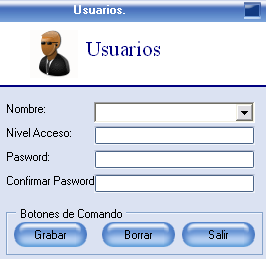 Usuarios.
Usuarios
Nombre:
Nivel Acceso:
Pasword:
Confirmar Pasword
Botones de Comando
Grabar Borrar Salir